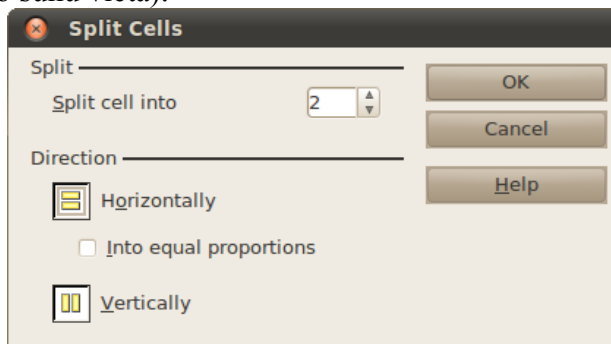 Split Cells
Split
Split cell into 2
OK
Cancel
Direction
Help
Horizontally
Into equal proportions
Vertically